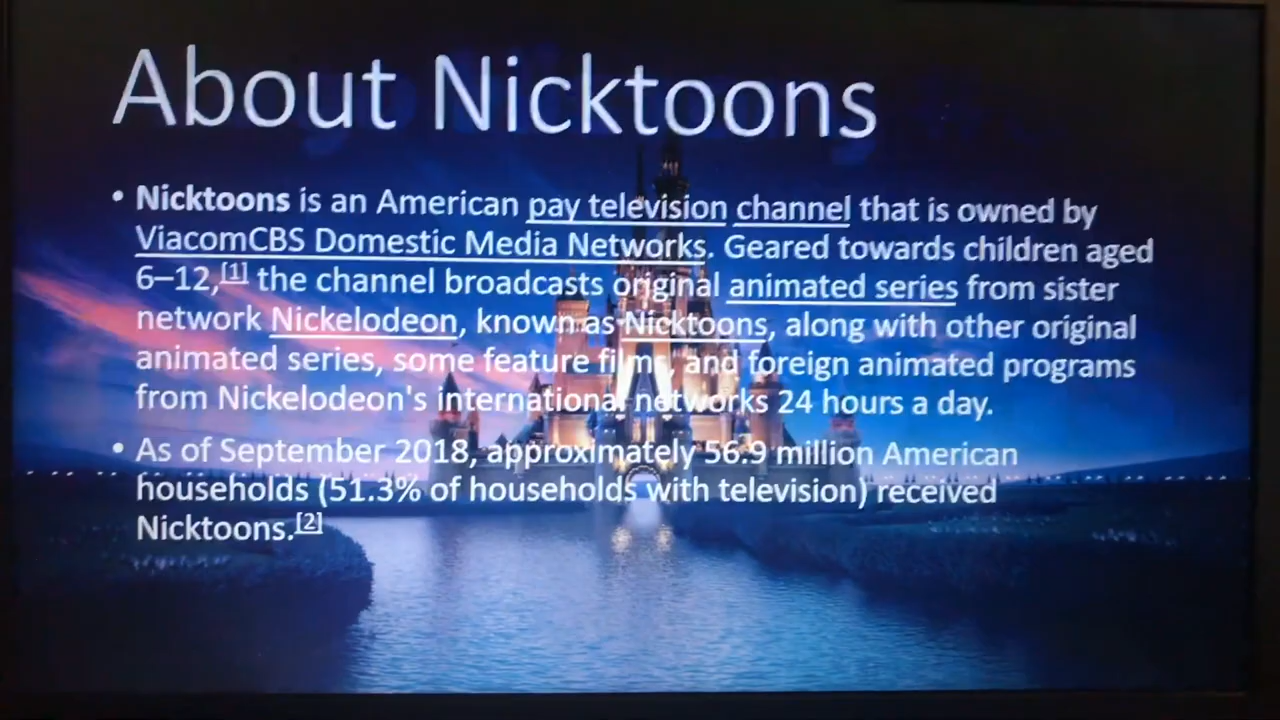 About Nicktoons
• Nicktoons is an American pay television channel that is owned by
ViacomCBS Domestic Media Networks. Geared towards children aged
6–12,[1] the channel broadcasts original animated series from sister
network Nickelodeon, known as Nicktoons, along with other original
animated series, some feature films, and foreign animated programs
from Nickelodeon's international networks 24 hours a day.
• As of September 2018, approximately 56.9 million American
households (51.3% of households with television) received
Nicktoons.[2]